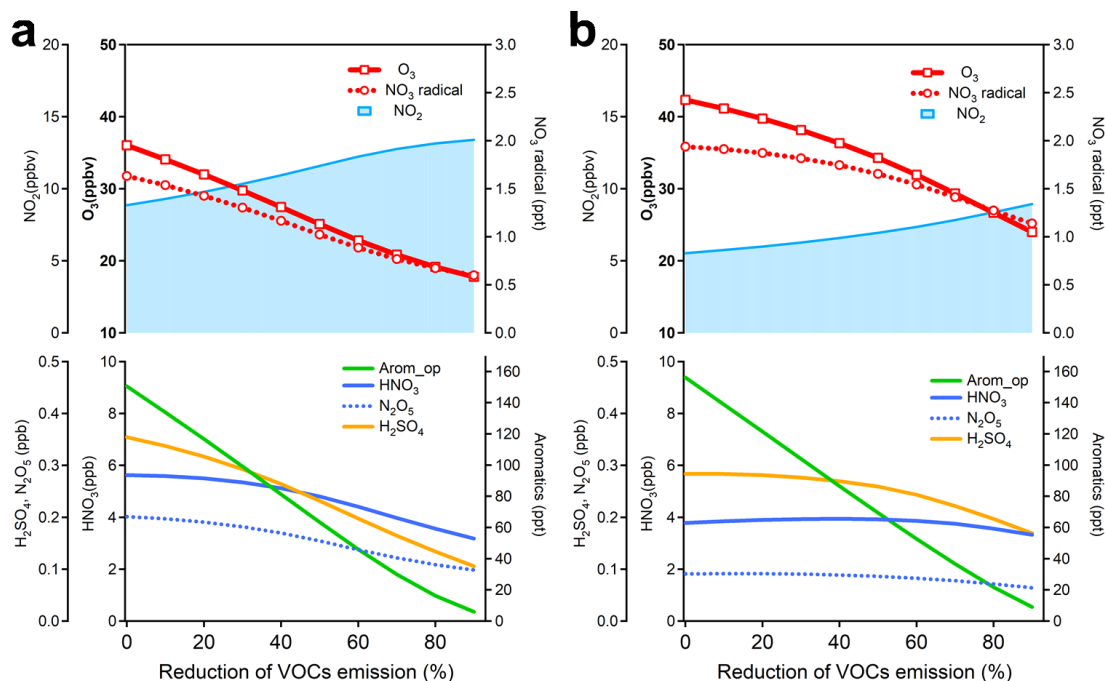 a
NO2(ppbv)
20
15
10
5
0
O3(ppbv)
50
40
30
20
10
O3
NO3 radical
NO2
3.0
2.5
2.0
1.5
1.0
0.5
0.0
NO3 radical (ppt)
b
NO2(ppbv)
20
15
10
5
0
O3(ppbv)
50
40
30
20
10
O3
NO3 radical
NO2
3.0
2.5
2.0
1.5
1.0
0.5
0.0
NO3 radical (ppt)
H2SO4, N2O5 (ppb)
0.5
0.4
0.3
0.2
0.1
0.0
HNO3(ppb)
10
8
6
4
2
0
Arom_op
HNO3
N2O5
H2SO4
160
140
120
100
80
60
40
20
0
Aromatics (ppt)
0 20 40 60 80
Reduction of VOCs emission (%)
H2SO4, N2O5 (ppb)
0.5
0.4
0.3
0.2
0.1
0.0
HNO3(ppb)
10
8
6
4
2
0
Arom_op
HNO3
N2O5
H2SO4
160
140
120
100
80
60
40
20
0
Aromatics (ppt)
0 20 40 60 80
Reduction of VOCs emission (%)